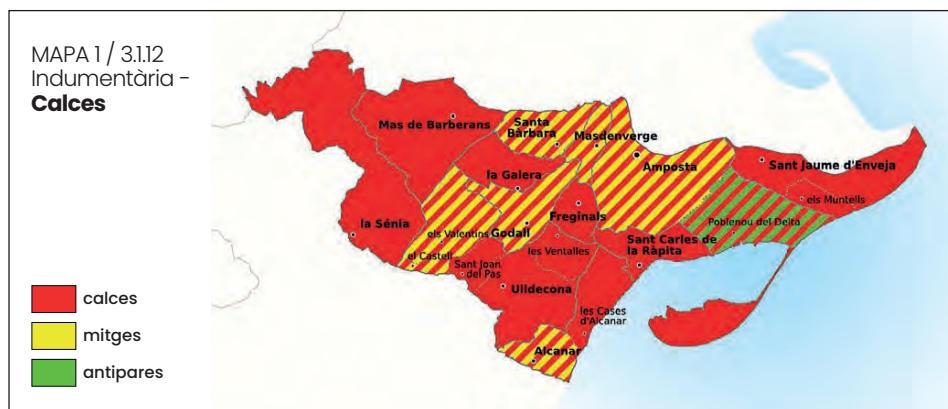 MAPA 1 / 3.1.12
Indumentària -
Calces
Mas de Barberans
Santa
Bàrbara
Masdenverge
Amposta
Sant Jaume d'Enveja
la Galera
els Muntells
Freginals
Poblenou del Delta
la Sénia
els Valentins
Godall
Sant Carles de
la Ràpita
les Ventalles
el Castell
Sant Joan
del Pas
Ulldecona
les Cases
d'Alcanar
Alcanar
calces
mitges
antipares